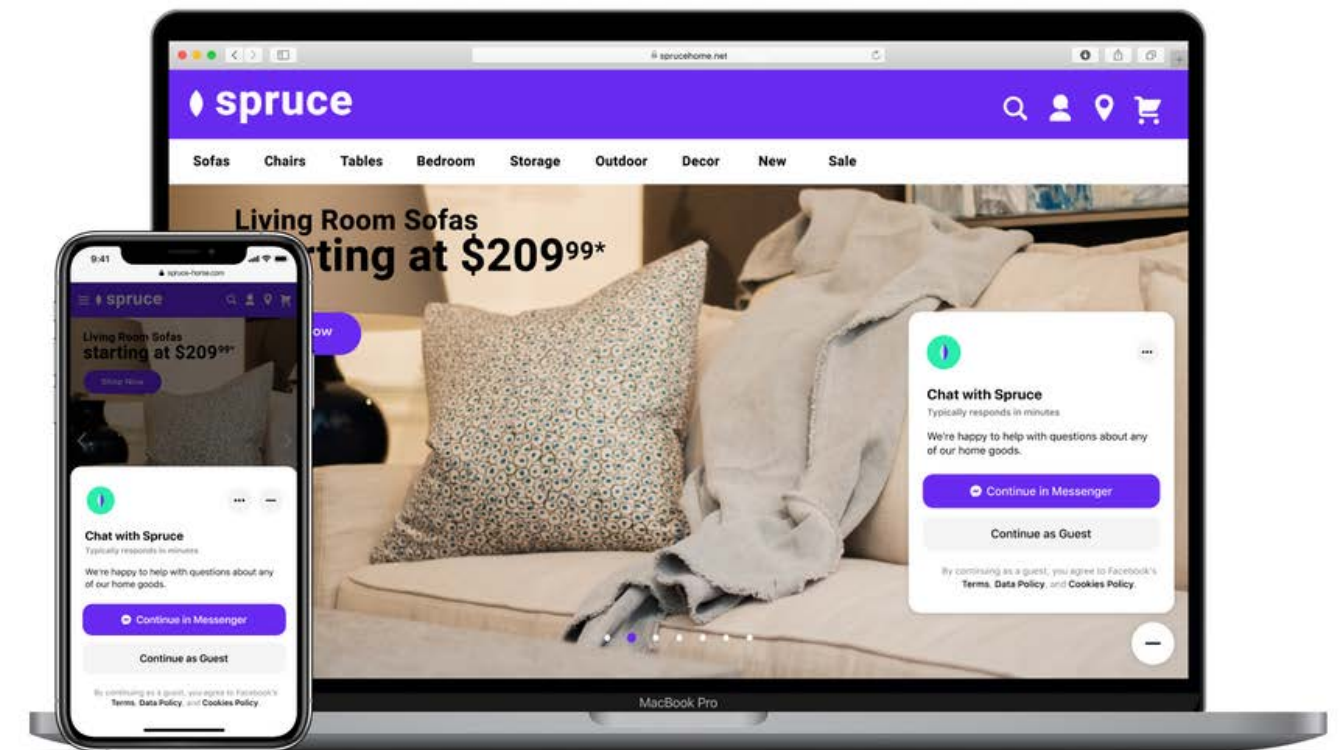 sprucehome.net
spruce
Sofas Chairs Tables Bedroom Storage Outdoor Decor New Sale
Living Room Sofas
rting at $209⁹⁹*
ow
Chat with Spruce
Typically responds in minutes
We're happy to help with questions about any
of our home goods.
Continue in Messenger
Continue as Guest
By continuing as a guest, you agree to Facebook's
Terms, Data Policy, and Cookies Policy.
MacBook Pro
9:41
spruce-home.com
spruce
Living Room Sofas
starting at $209⁹⁹*
Shop Now
Chat with Spruce
Typically responds in minutes
We're happy to help with questions about any
of our home goods.
Continue in Messenger
Continue as Guest
By continuing as a guest, you agree to Facebook's
Terms, Data Policy, and Cookies Policy.